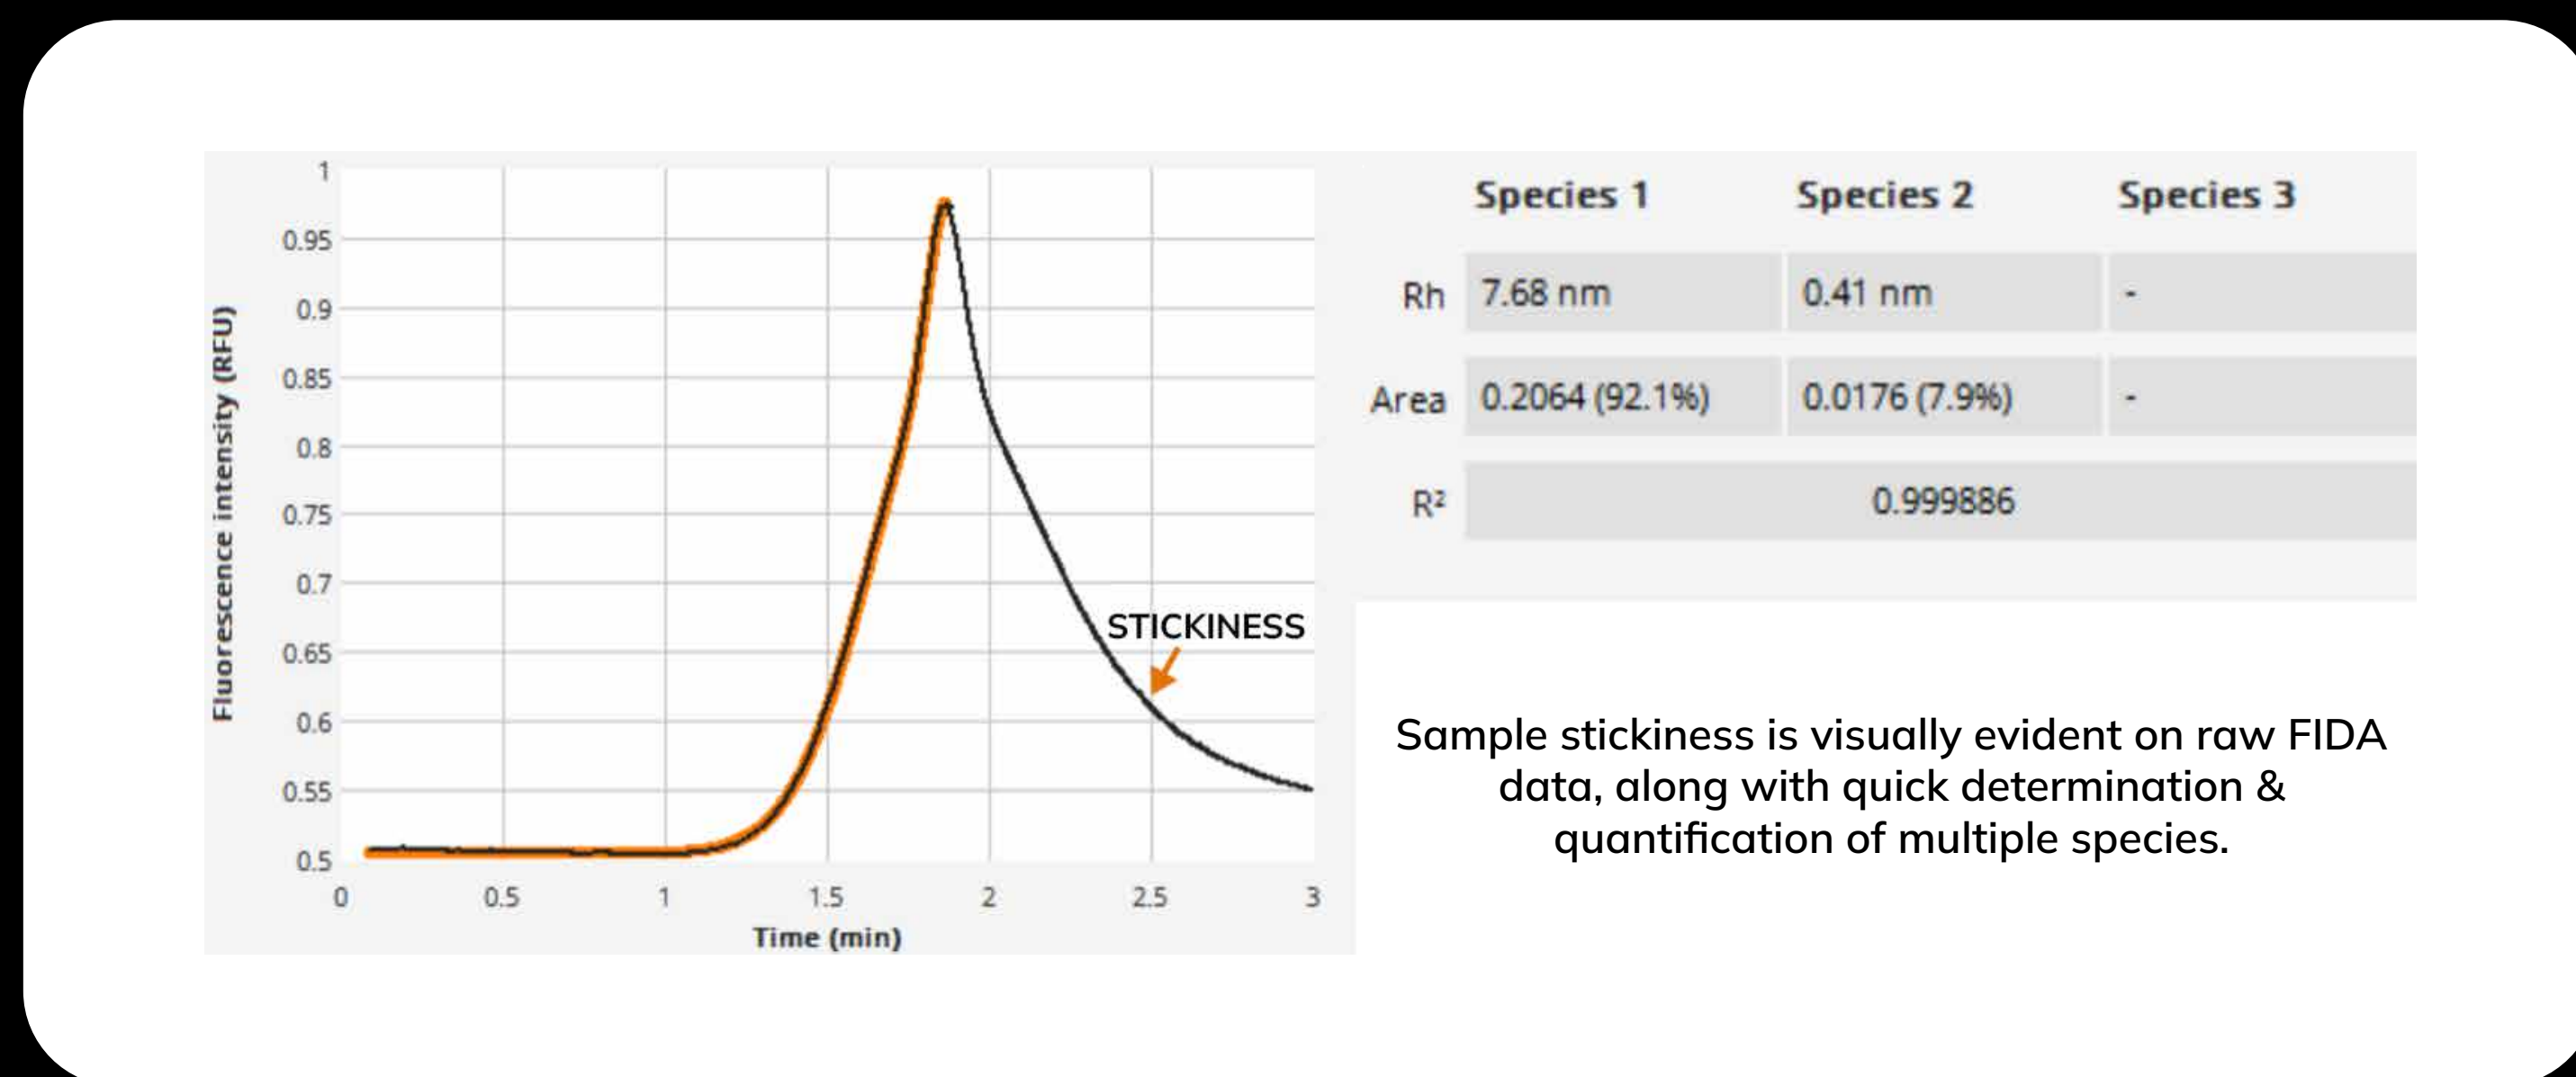 1
0.95
0.9
0.85
0.8
0.75
0.7
0.65
0.6
0.55
0.5
Fluorescence intensity (RFU)
0 0.5 1 1.5 2 2.5 3
Time (min)
STICKINESS
Species 1 Species 2 Species 3
Rh 7.68 nm 0.41 nm -
Area 0.2064 (92.1%) 0.0176 (7.9%) -
R² 0.999886
Sample stickiness is visually evident on raw FIDA
data, along with quick determination &
quantification of multiple species.